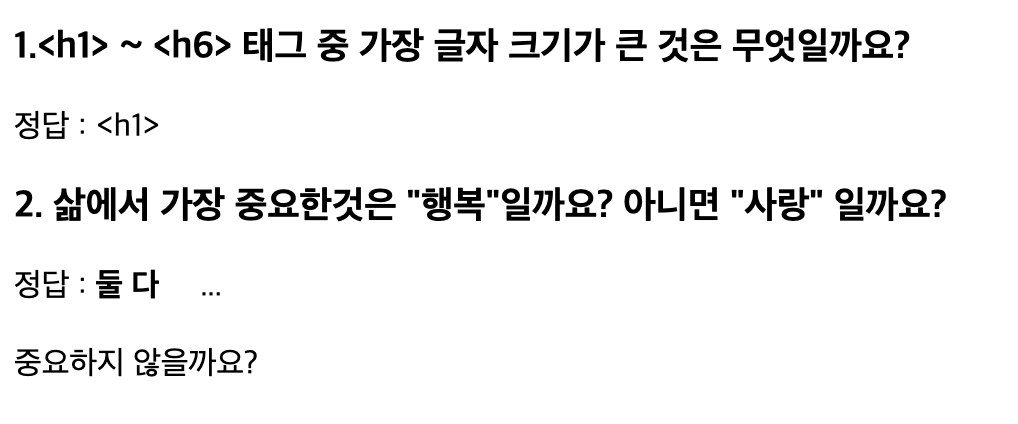 1.<h1> ~ <h6> 태그 중 가장 글자 크기가 큰 것은 무엇일까요?
정답 : <h1>
2. 삶에서 가장 중요한것은 "행복"일까요? 아니면 "사랑" 일까요?
정답 : 둘 다 ...
중요하지 않을까요?